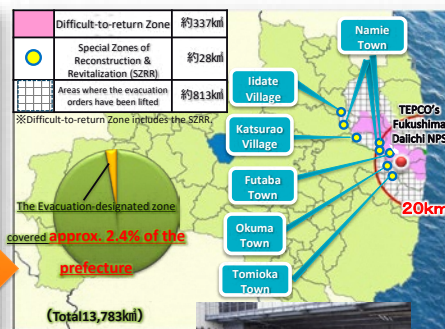 Difficult-to-return Zone 約337㎢
Special Zones of
Reconstruction &
Revitalization (SZRR) 約28㎢
Areas where the evacuation
orders have been lifted 約813㎢
※Difficult-to-return Zone includes the SZRR
Namie
Town
Iidate
Village
TEPCO's
Fukushima
Daiichi NPS
Katsurao
Village
Futaba
Town
20km
Okuma
Town
Tomioka
Town
The Evacuation-designated zone
covered approx. 2.4% of the
prefecture
(Total13,783㎢)